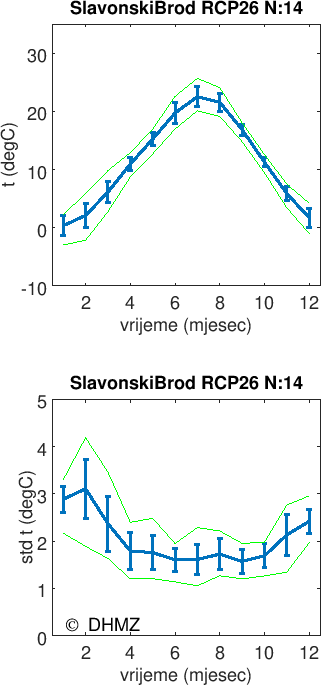 SlavonskiBrod RCP26 N:14
30
20
10
0
-10
t (degC)
2 4 6 8 10 12
vrijeme (mjesec)
SlavonskiBrod RCP26 N:14
5
4
3
2
1
0
std t (degC)
© DHMZ
2 4 6 8 10 12
vrijeme (mjesec)